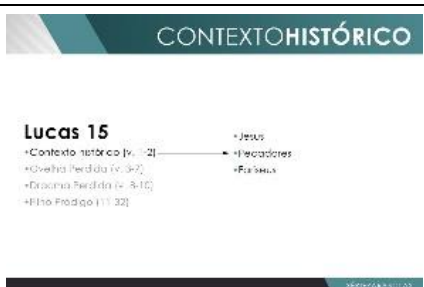 CONTEXTOHISTÓRICO
Lucas 15
•Contexto histórico (v. 1-2)
•Ovelha Perdida (v. 3-7)
•Dracma Perdida (v. 8-10)
•Filho Pródigo (11-32)
•Jesus
•Pecadores
•Fariseus